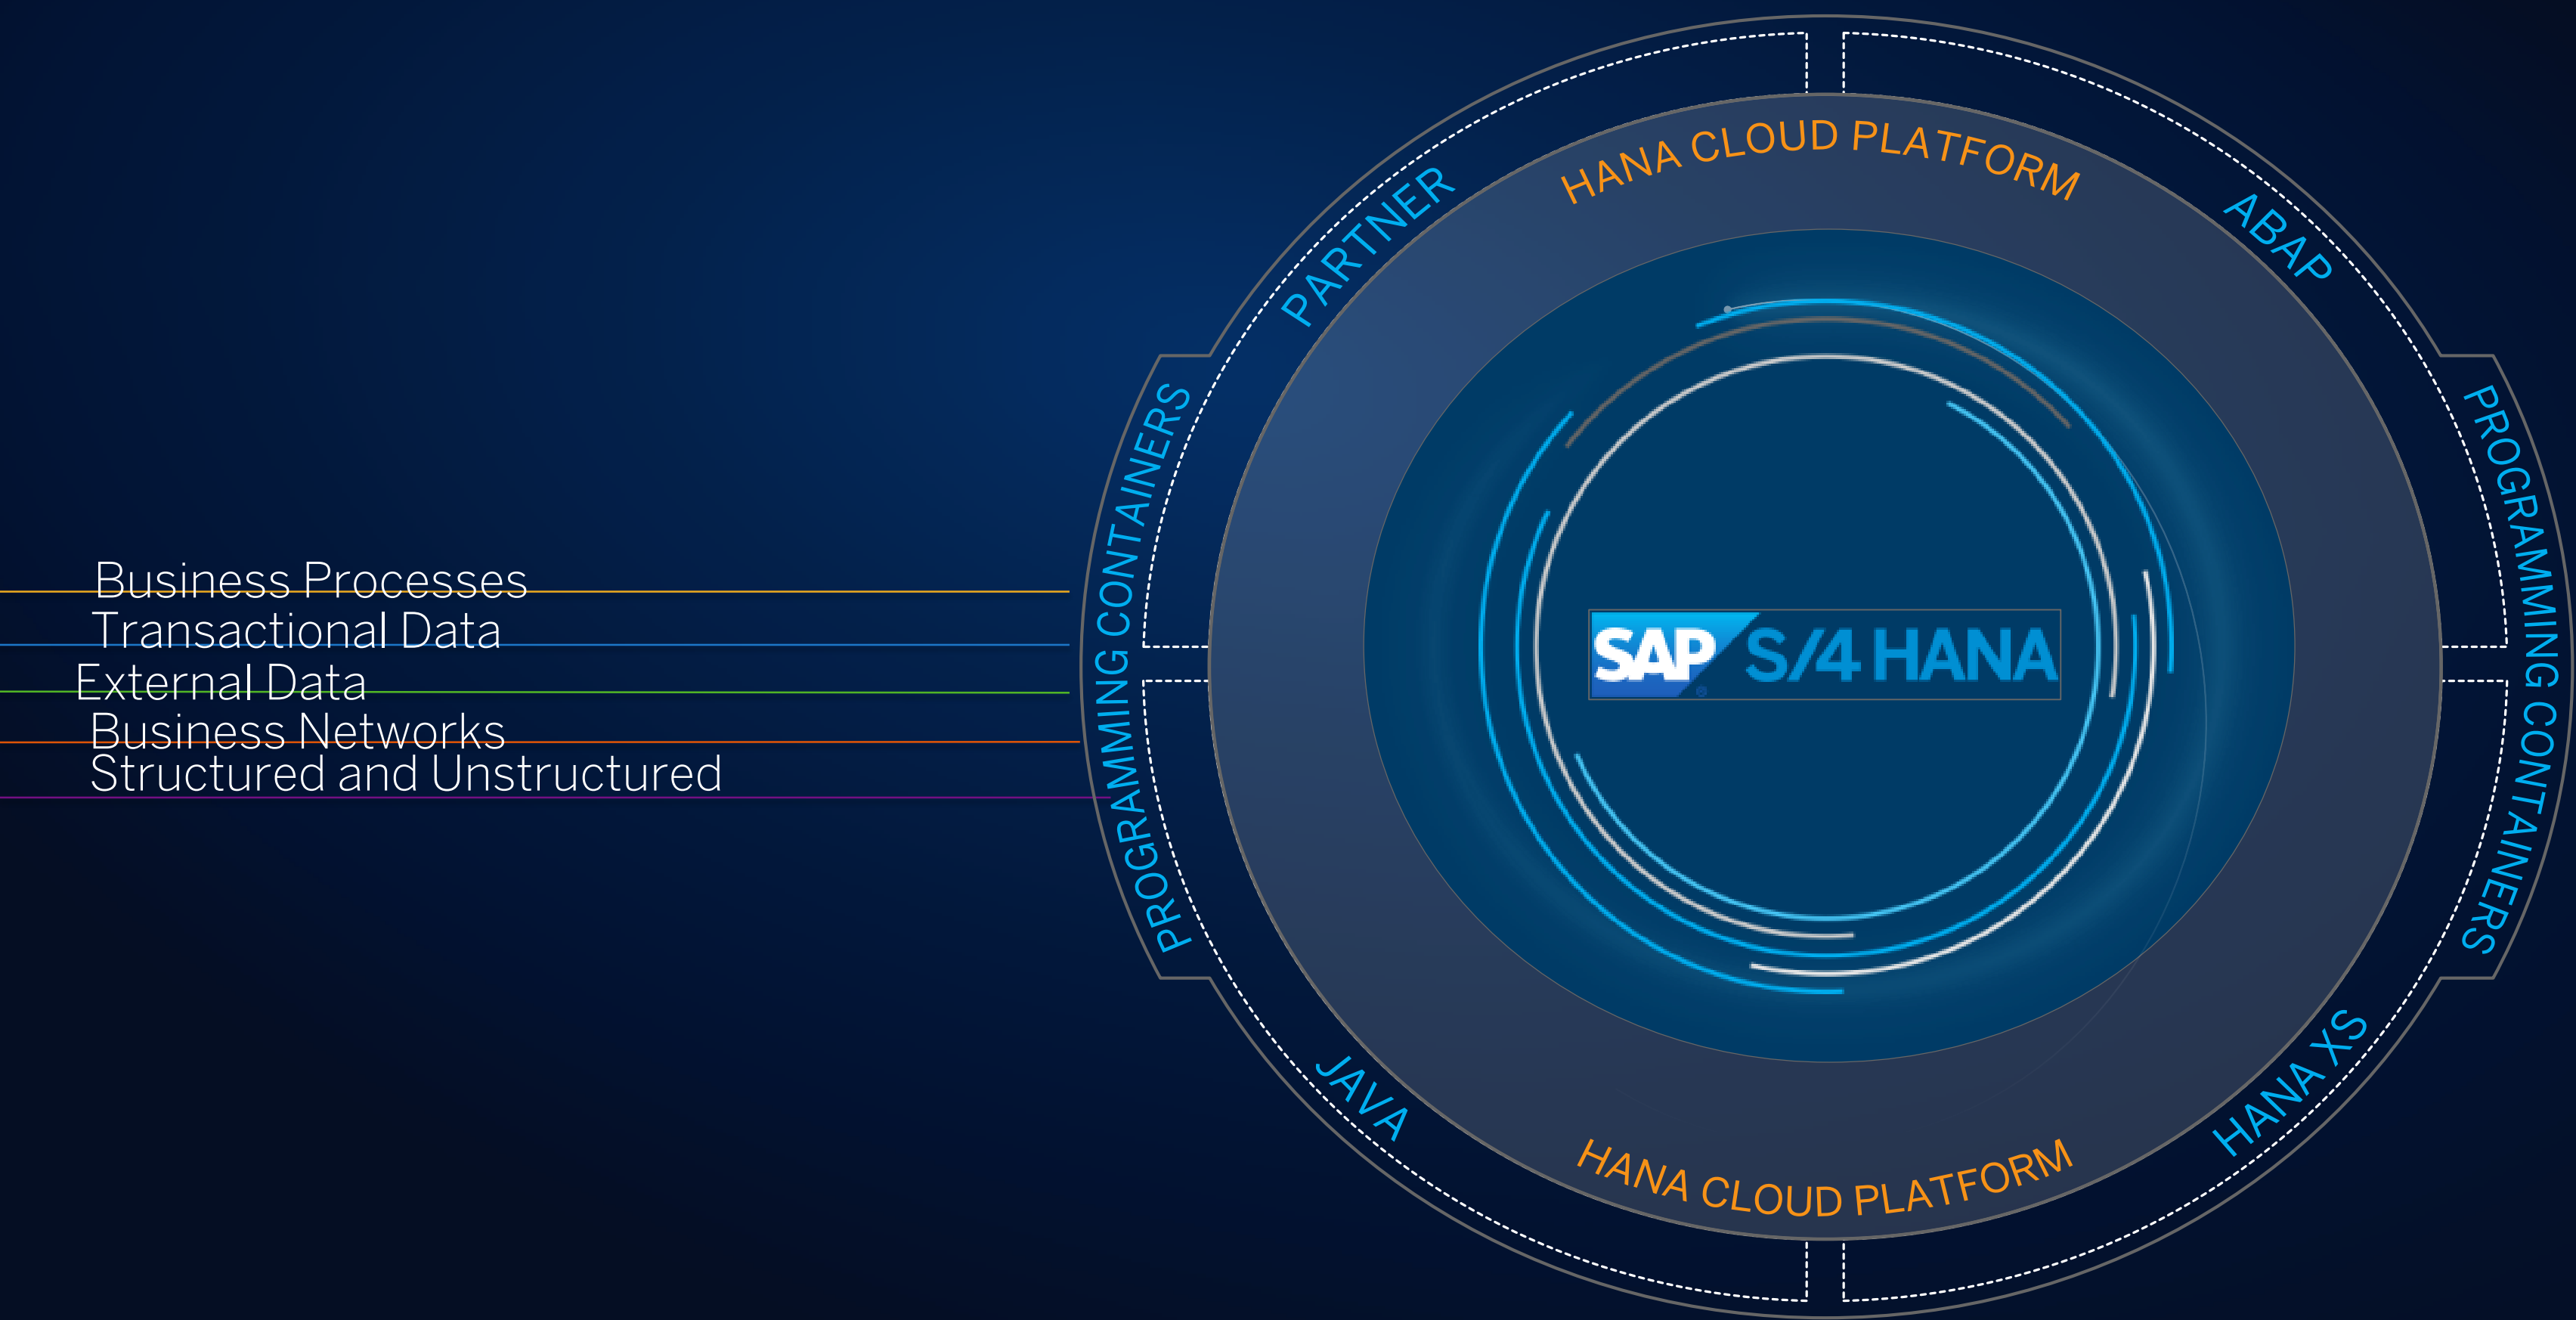 Business Processes
Transactional Data
External Data
Business Networks
Structured and Unstructured
HANA CLOUD PLATFORM
PARTNER
ABAP
PROGRAMMING CONTAINERS
PROGRAMMING CONTAINERS
SAP ® S/4 HANA
JAVA
HANA XS
HANA CLOUD PLATFORM